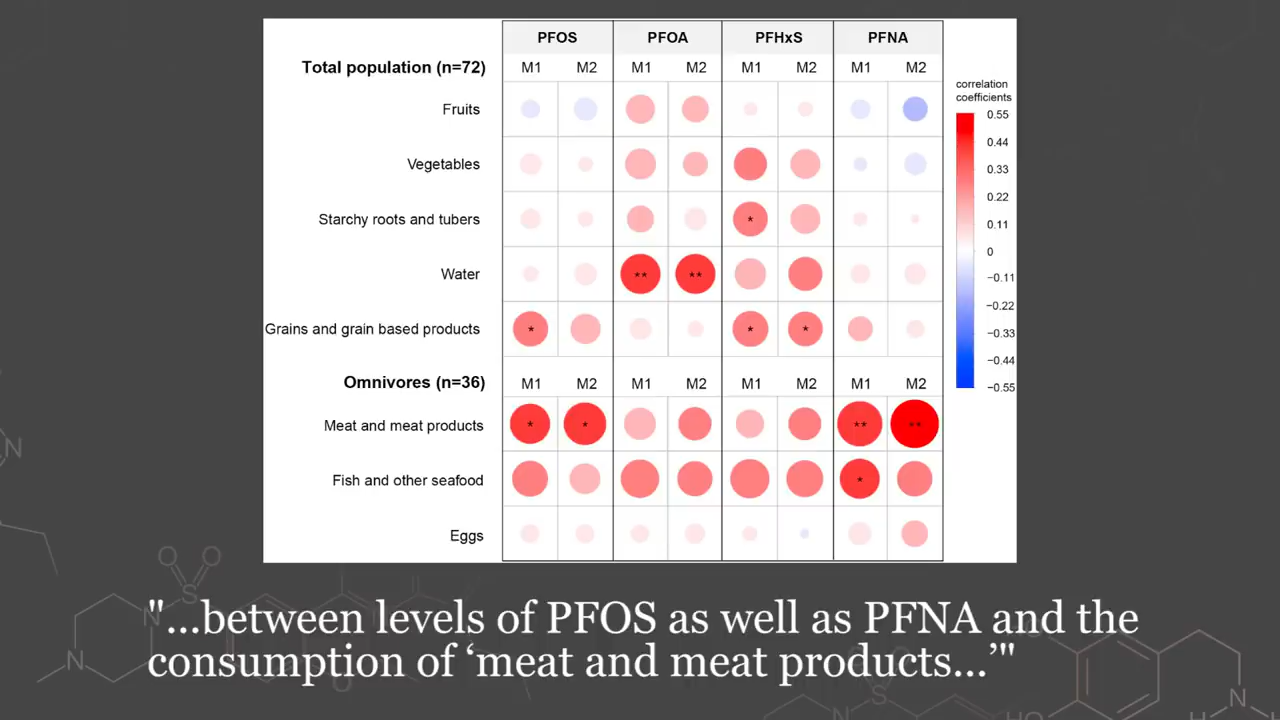 PFOS PFOA PFHxS PFNA
Total population (n=72) M1 M2 M1 M2 M1 M2 M1 M2
correlation
coefficients
Fruits
Vegetables
Starchy roots and tubers *
Water ** **
Grains and grain based products * * *
0.55
0.44
0.33
0.22
0.11
0
−0.11
−0.22
−0.33
−0.44
−0.55
Omnivores (n=36) M1 M2 M1 M2 M1 M2 M1 M2
Meat and meat products * * ** **
Fish and other seafood *
Eggs
"...between levels of PFOS as well as PFNA and the
consumption of ‘meat and meat products...’"
N
S
N
N
O
O
O
S
N
N
H
HO